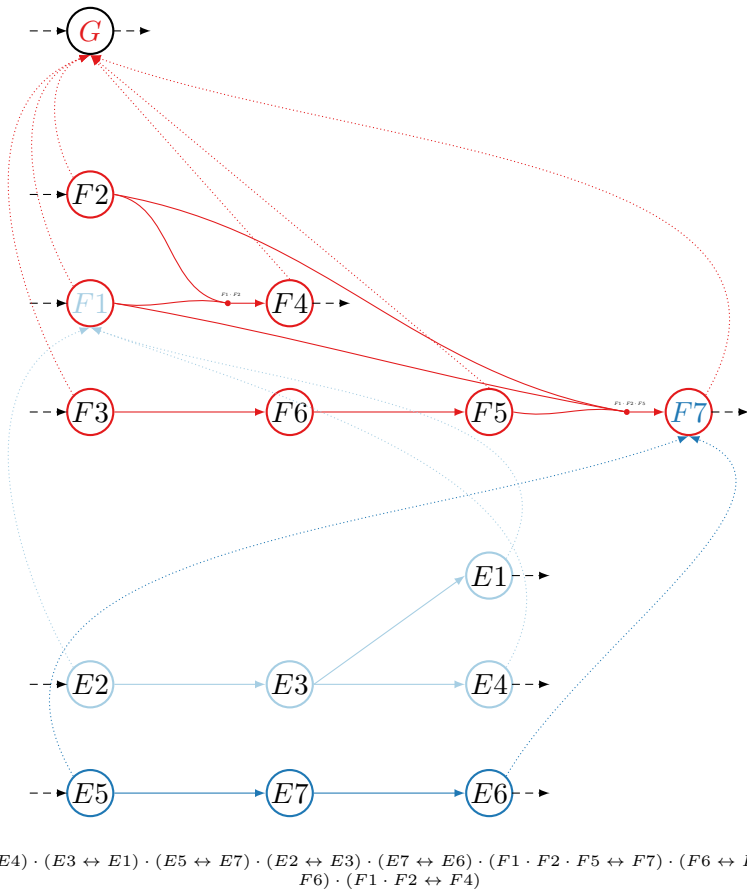 G
F2
F1 · F2
F1
F4
F1 · F2 · F5
F3
F6
F5
F7
E1
E2
E3
E4
E5
E7
E6
E4) · (E3 ↔ E1) · (E5 ↔ E7) · (E2 ↔ E3) · (E7 ↔ E6) · (F1 · F2 · F5 ↔ F7) · (F6 ↔
F6) · (F1 · F2 ↔ F4)